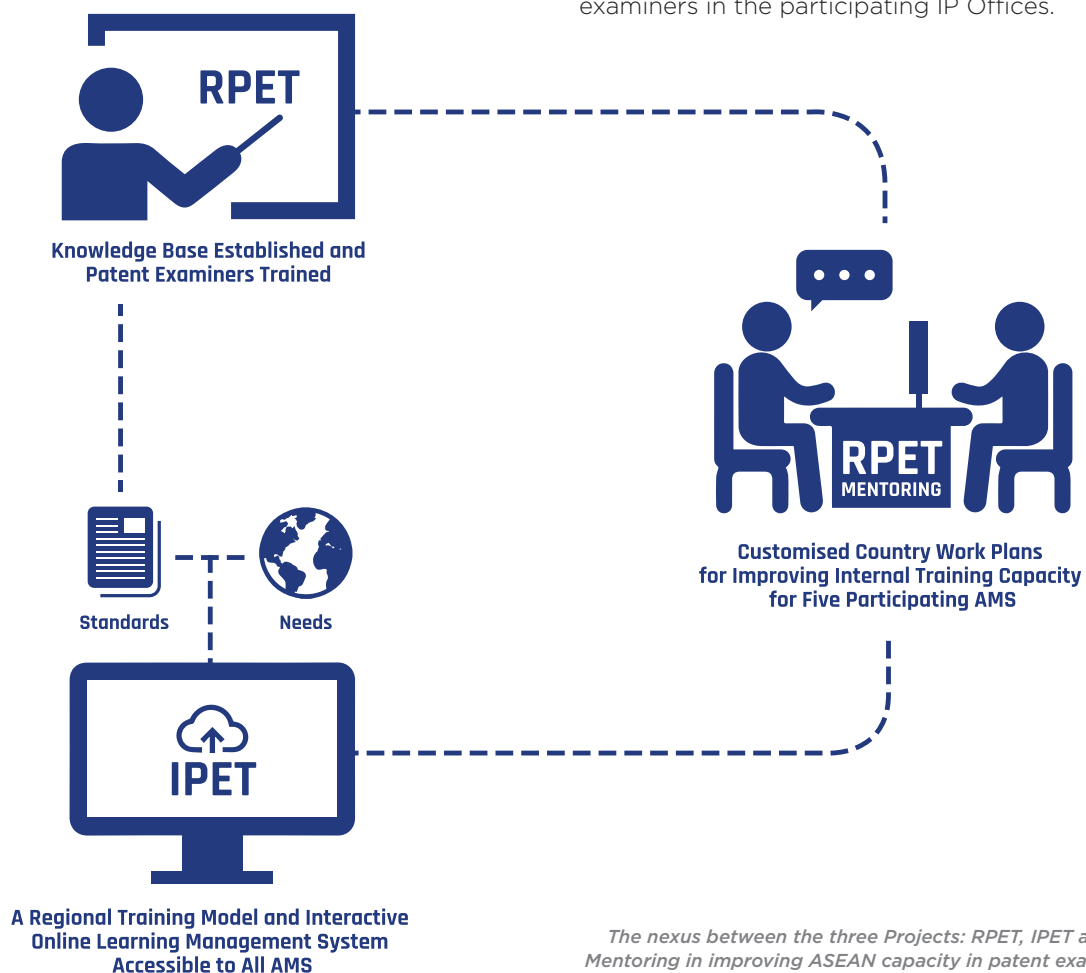 examiners in the participating IP Offices.
RPET
Knowledge Base Established and
Patent Examiners Trained
RPET
MENTORING
Customised Country Work Plans
for Improving Internal Training Capacity
for Five Participating AMS
Standards
Needs
IPET
A Regional Training Model and Interactive
Online Learning Management System
Accessible to All AMS
The nexus between the three Projects: RPET, IPET a
Mentoring in improving ASEAN capacity in patent exa